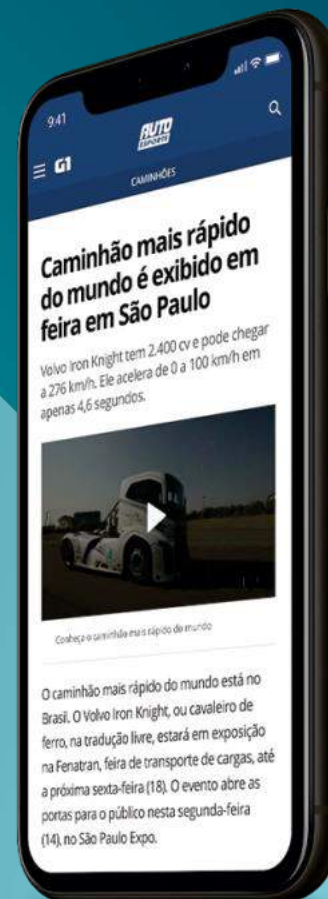 9:41
G1
AUTO
ESPORTE
CAMINHÕES
Caminhão mais rápido
do mundo é exibido em
feira em São Paulo
Volvo Iron Knight tem 2.400 cv e pode chegar
a 276 km/h. Ele acelera de 0 a 100 km/h em
apenas 4,6 segundos.
Conheça o caminhão mais rápido do mundo
O caminhão mais rápido do mundo está no
Brasil. O Volvo Iron Knight, ou cavaleiro de
ferro, na tradução livre, estará em exposição
na Fenatran, feira de transporte de cargas, até
a próxima sexta-feira (18). O evento abre as
portas para o público nesta segunda-feira
(14), no São Paulo Expo.